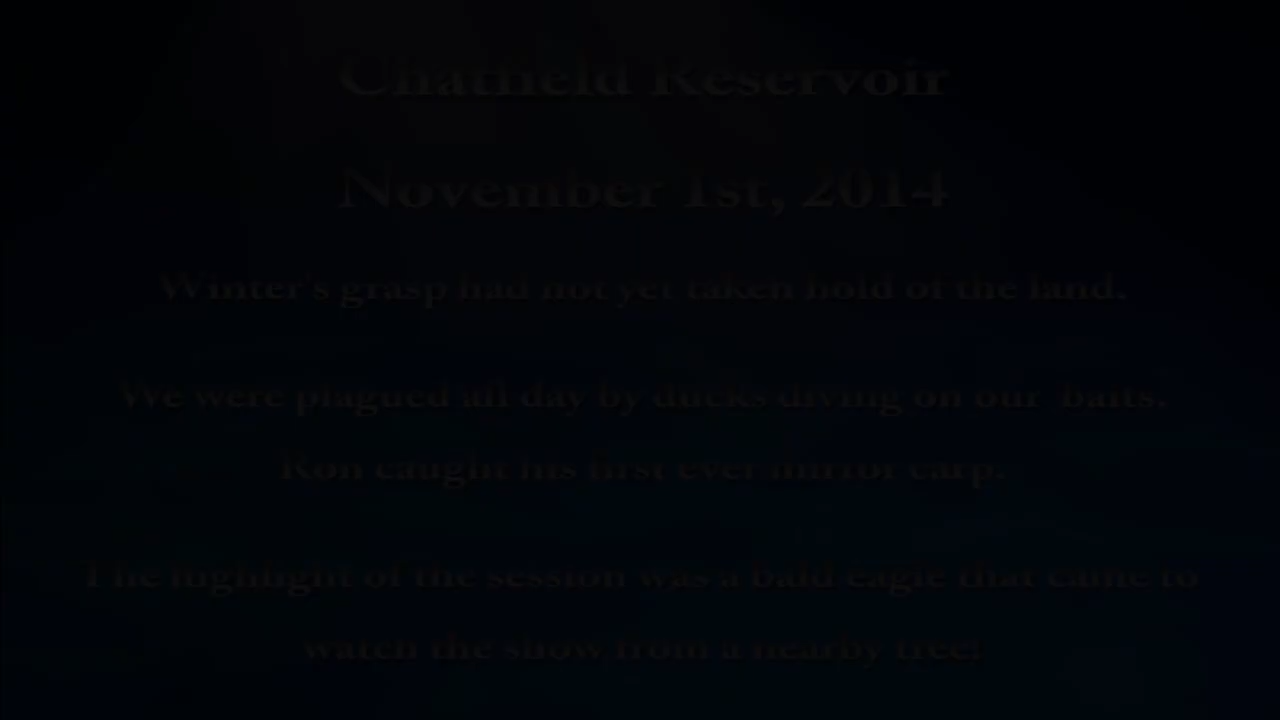 Chatfield Reservoir
November 1st, 2014
Winter's grasp had not yet taken hold of the land.
We were plagued all day by ducks diving on our baits.
Ron caught his first ever mirror carp.
The highlight of the session was a bald eagle that came to
watch the show from a nearby tree!